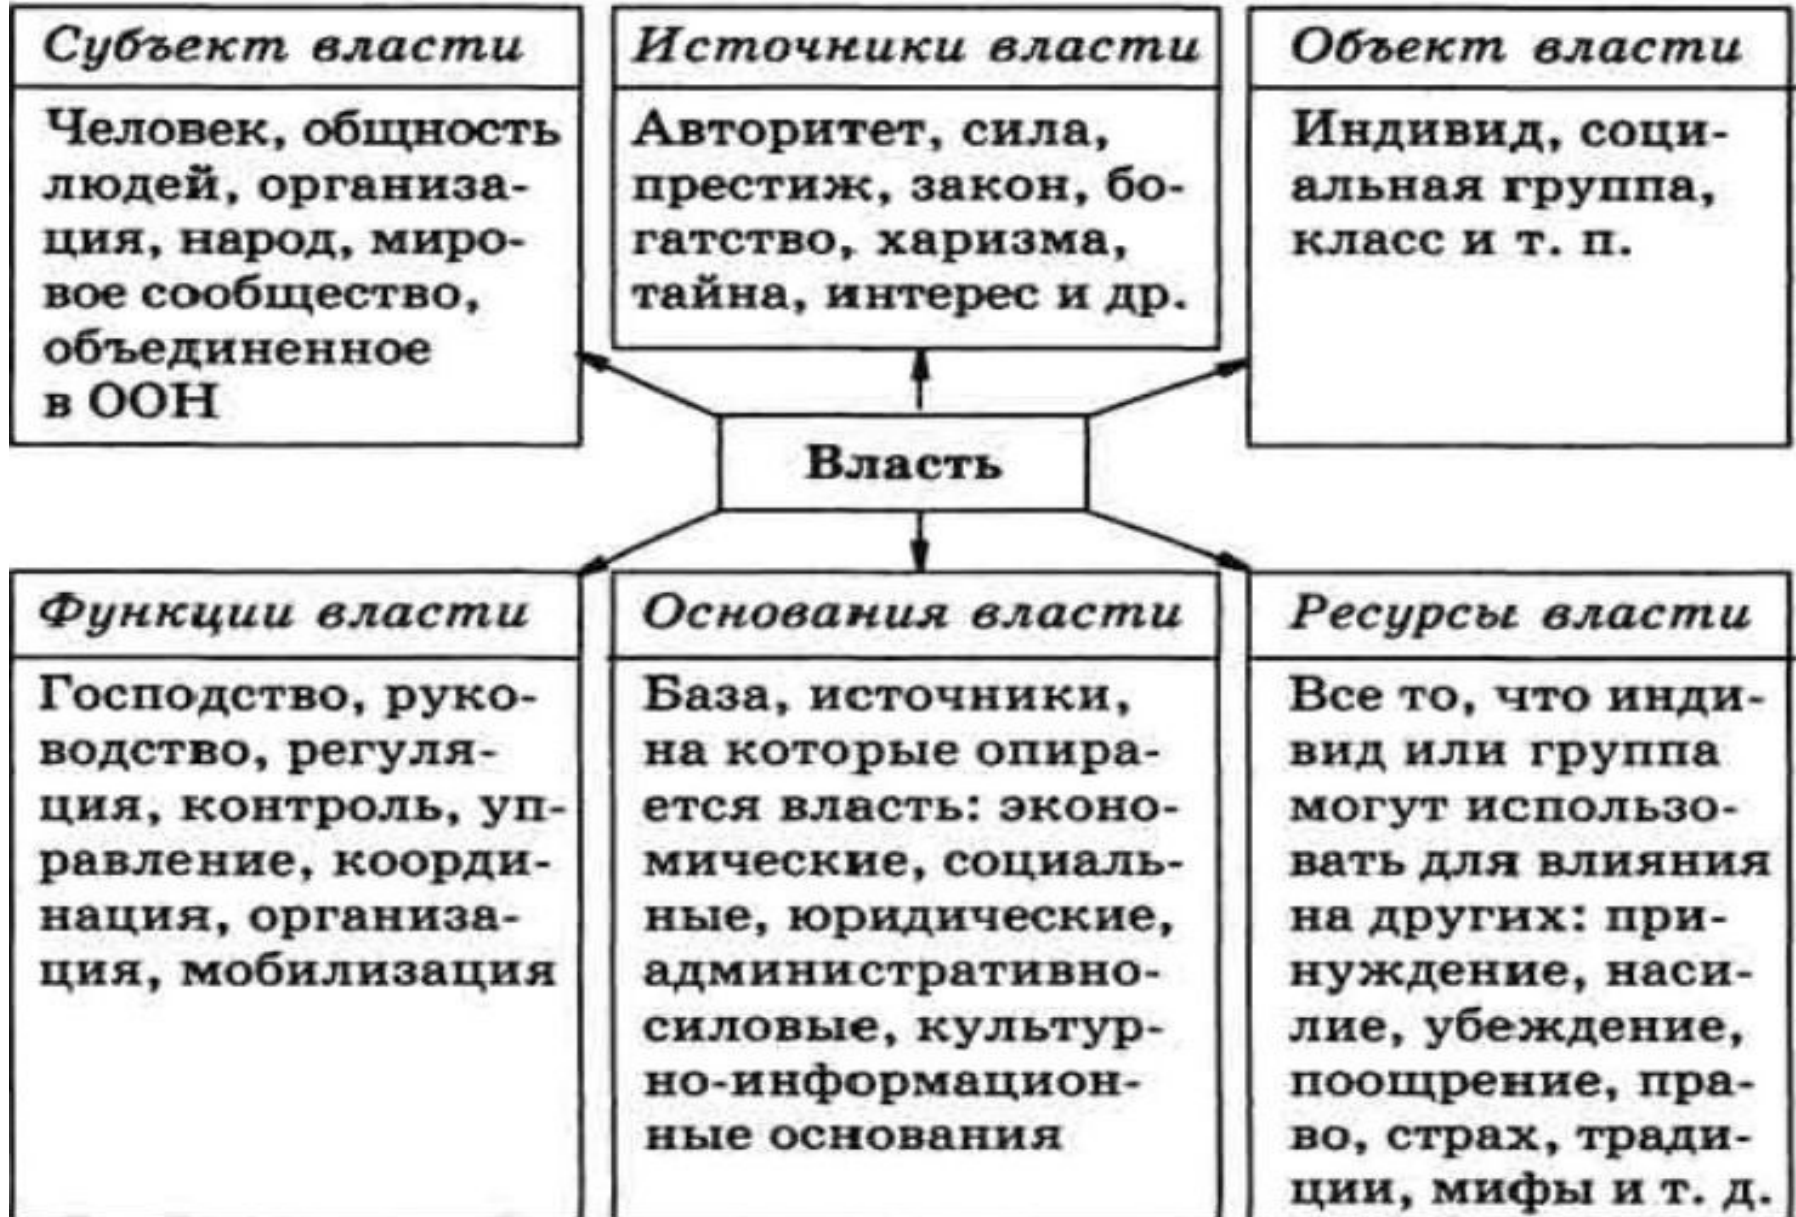 Субъект власти
Человек, общность
людей, организа-
ция, народ, миро-
вое сообщество,
объединенное
в ООН
Источники власти
Авторитет, сила,
престиж, закон, бо-
гатство, харизма,
тайна, интерес и др.
Объект власти
Индивид, соци-
альная группа,
класс и т. п.
Власть
Функции власти
Господство, руко-
водство, регуля-
ция, контроль, уп-
равление, коорди-
нация, организа-
ция, мобилизация
Основания власти
База, источники,
на которые опира-
ется власть: эконо-
мические, социаль-
ные, юридические,
административно-
силовые, культур-
но-информацион-
ные основания
Ресурсы власти
Все то, что инди-
вид или группа
могут использо-
вать для влияния
на других: при-
нуждение, наси-
лие, убеждение,
поощрение, пра-
во, страх, тради-
ции, мифы и т. д.